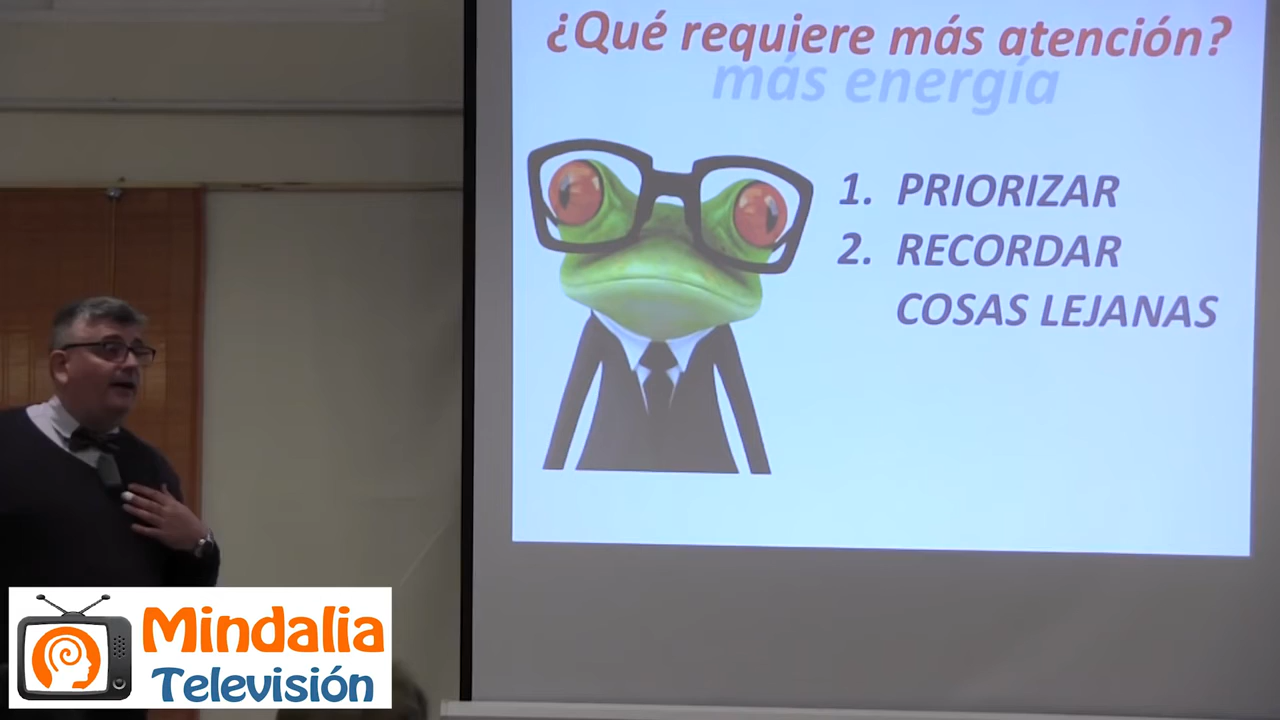 ¿Qué requiere más atención?
más energía
1. PRIORIZAR
2. RECORDAR
COSAS LEJANAS
Mindalia
Televisión